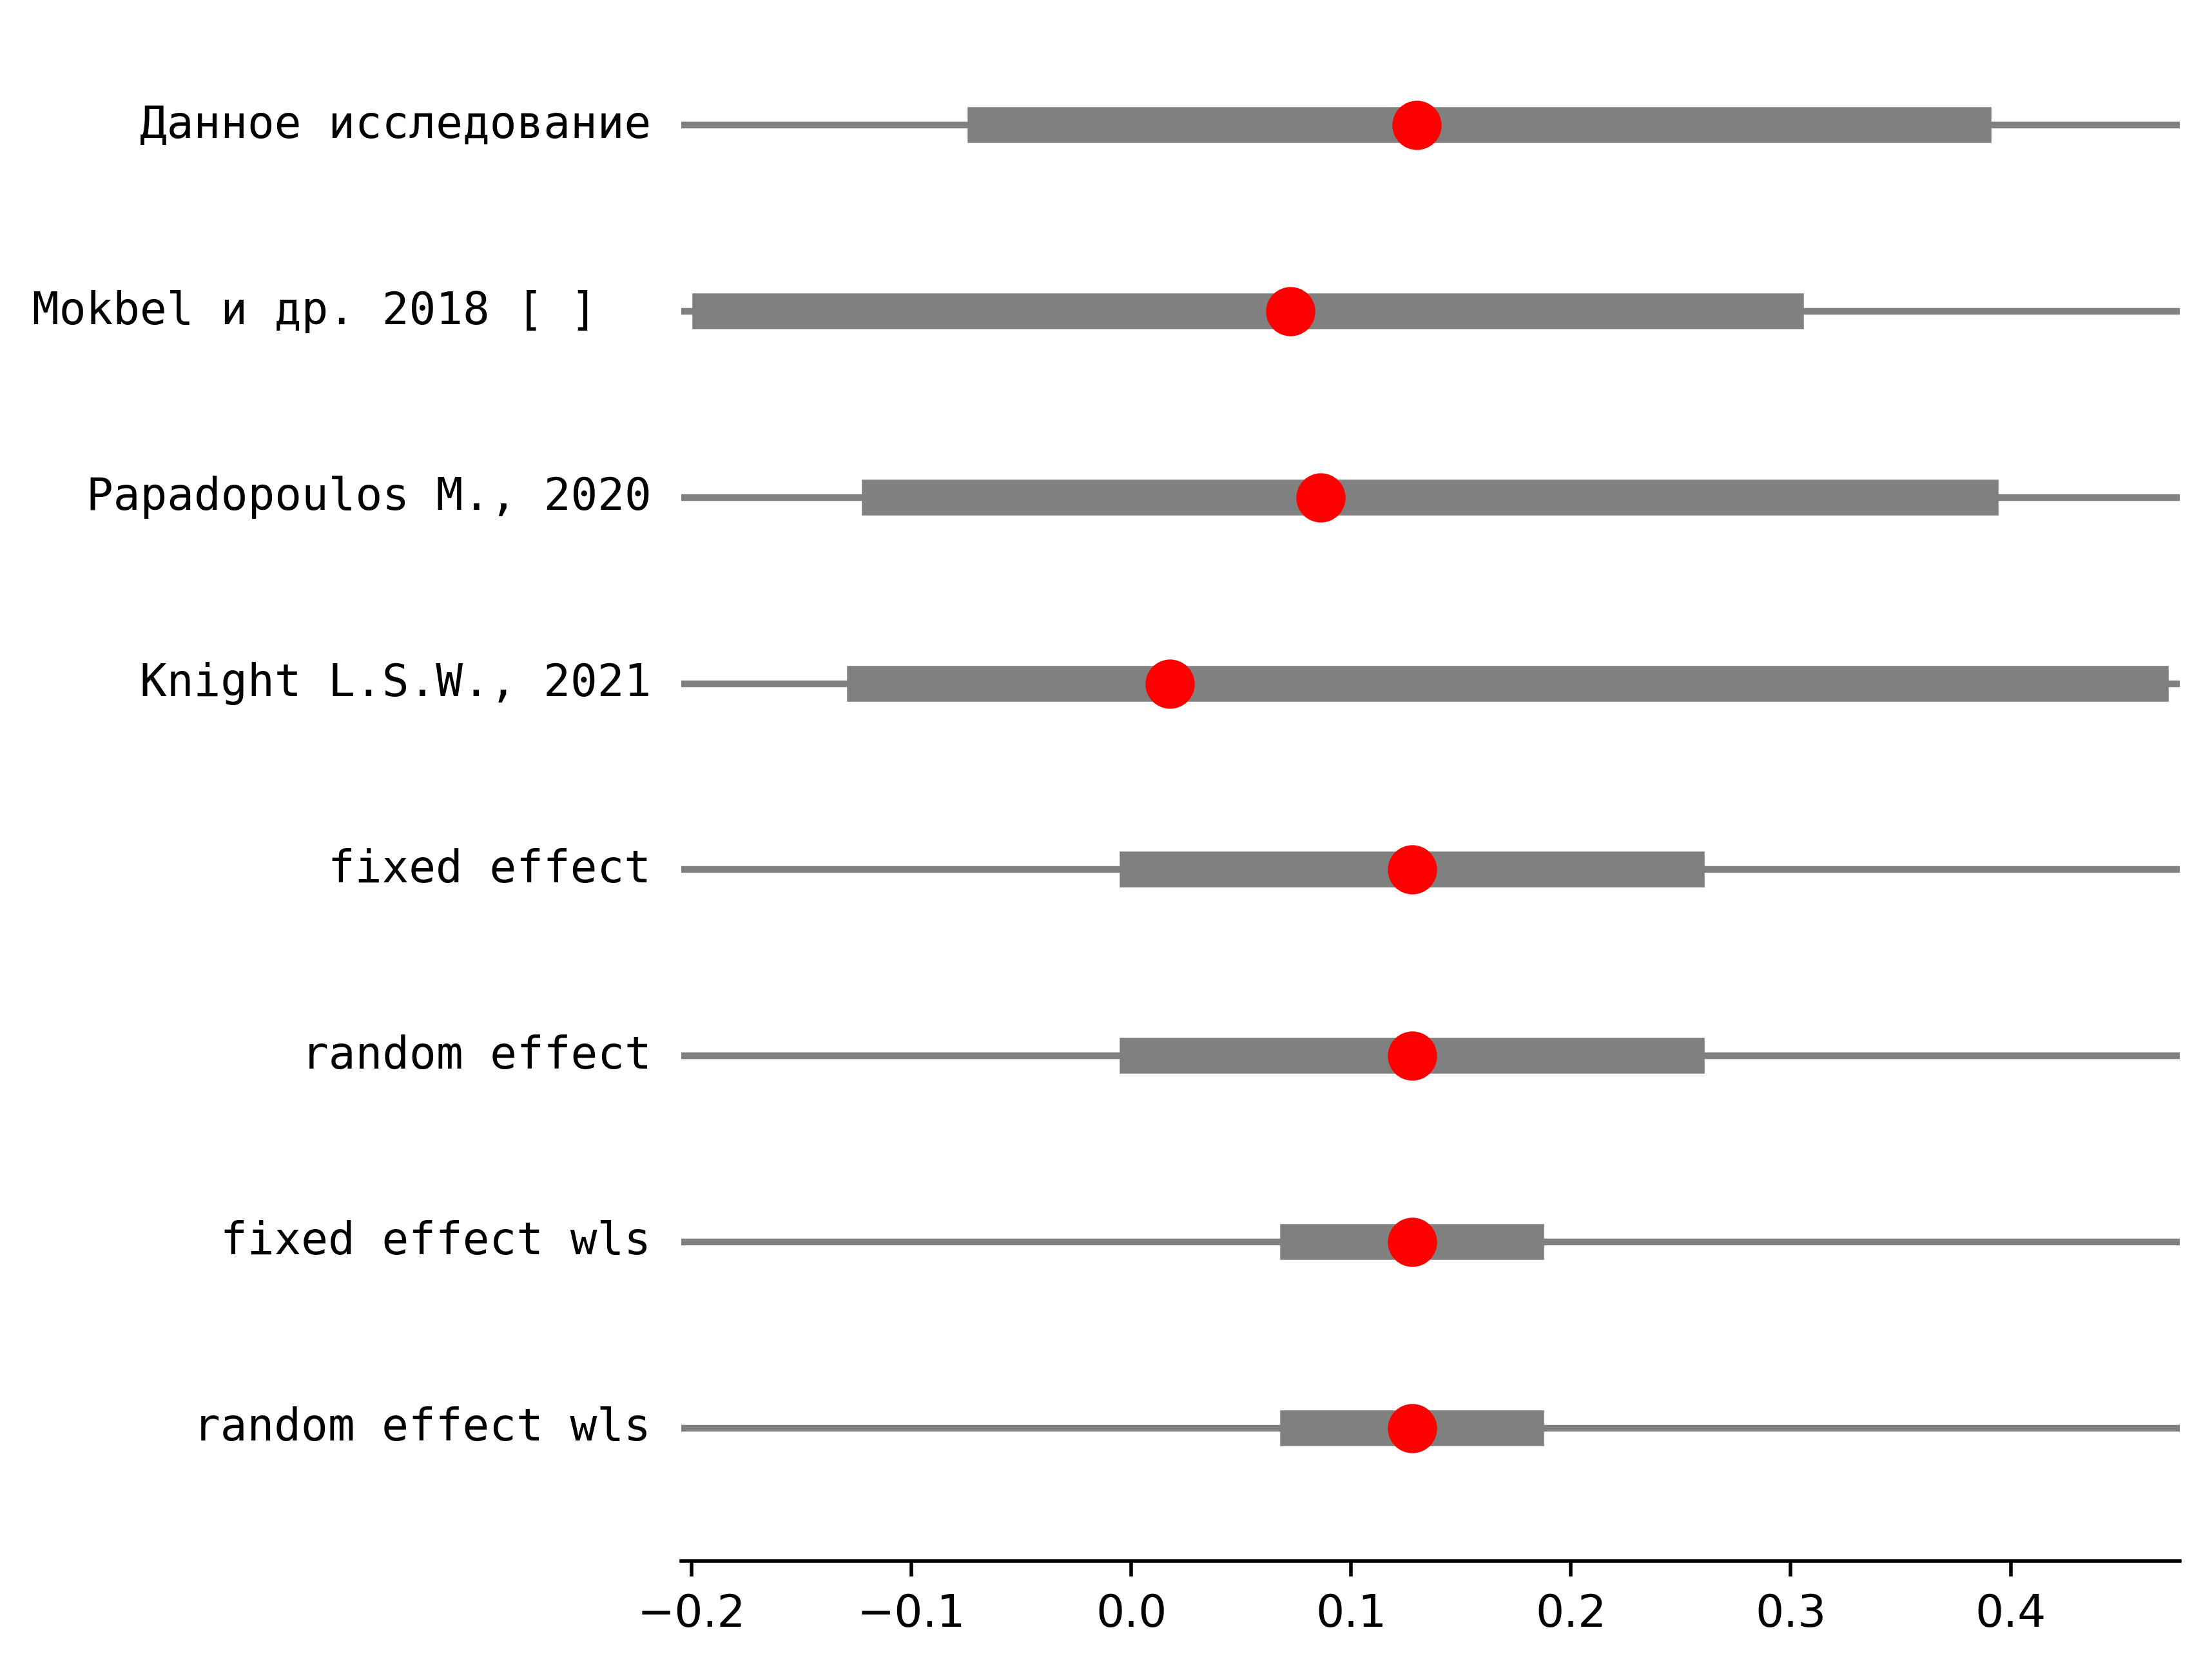 Данное исследование
Mokbel и др. 2018 [ ]
Papadopoulos M., 2020
Knight L.S.W., 2021
fixed effect
random effect
fixed effect wls
random effect wls
−0.2 −0.1 0.0 0.1 0.2 0.3 0.4